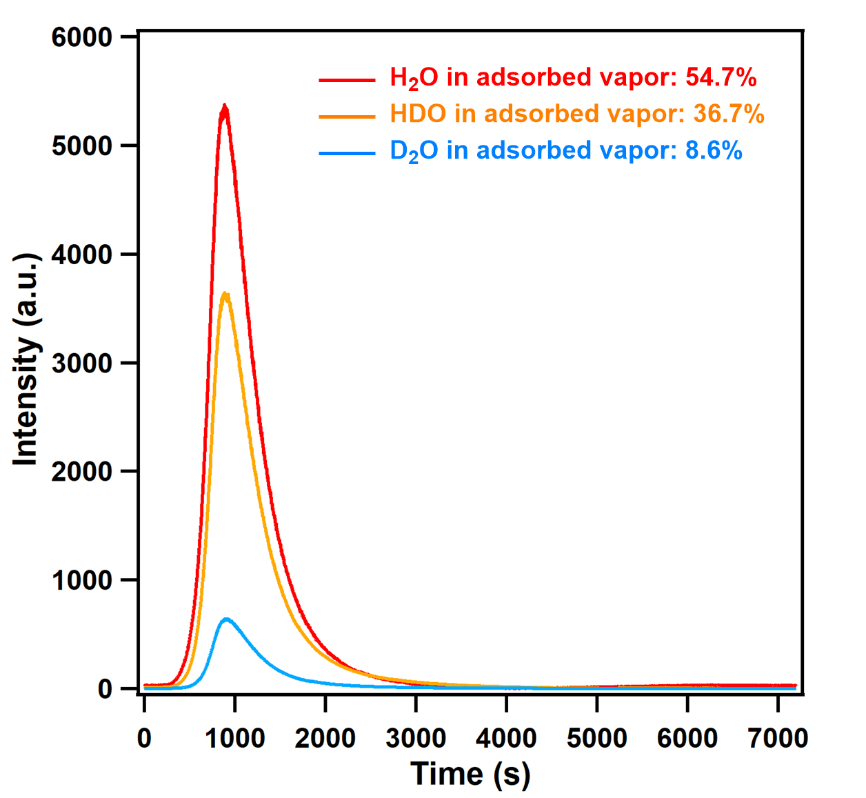 6000
5000
4000
3000
2000
1000
0
Intensity (a.u.)
H₂O in adsorbed vapor: 54.7%
HDO in adsorbed vapor: 36.7%
D₂O in adsorbed vapor: 8.6%
0 1000 2000 3000 4000 5000 6000 7000
Time (s)